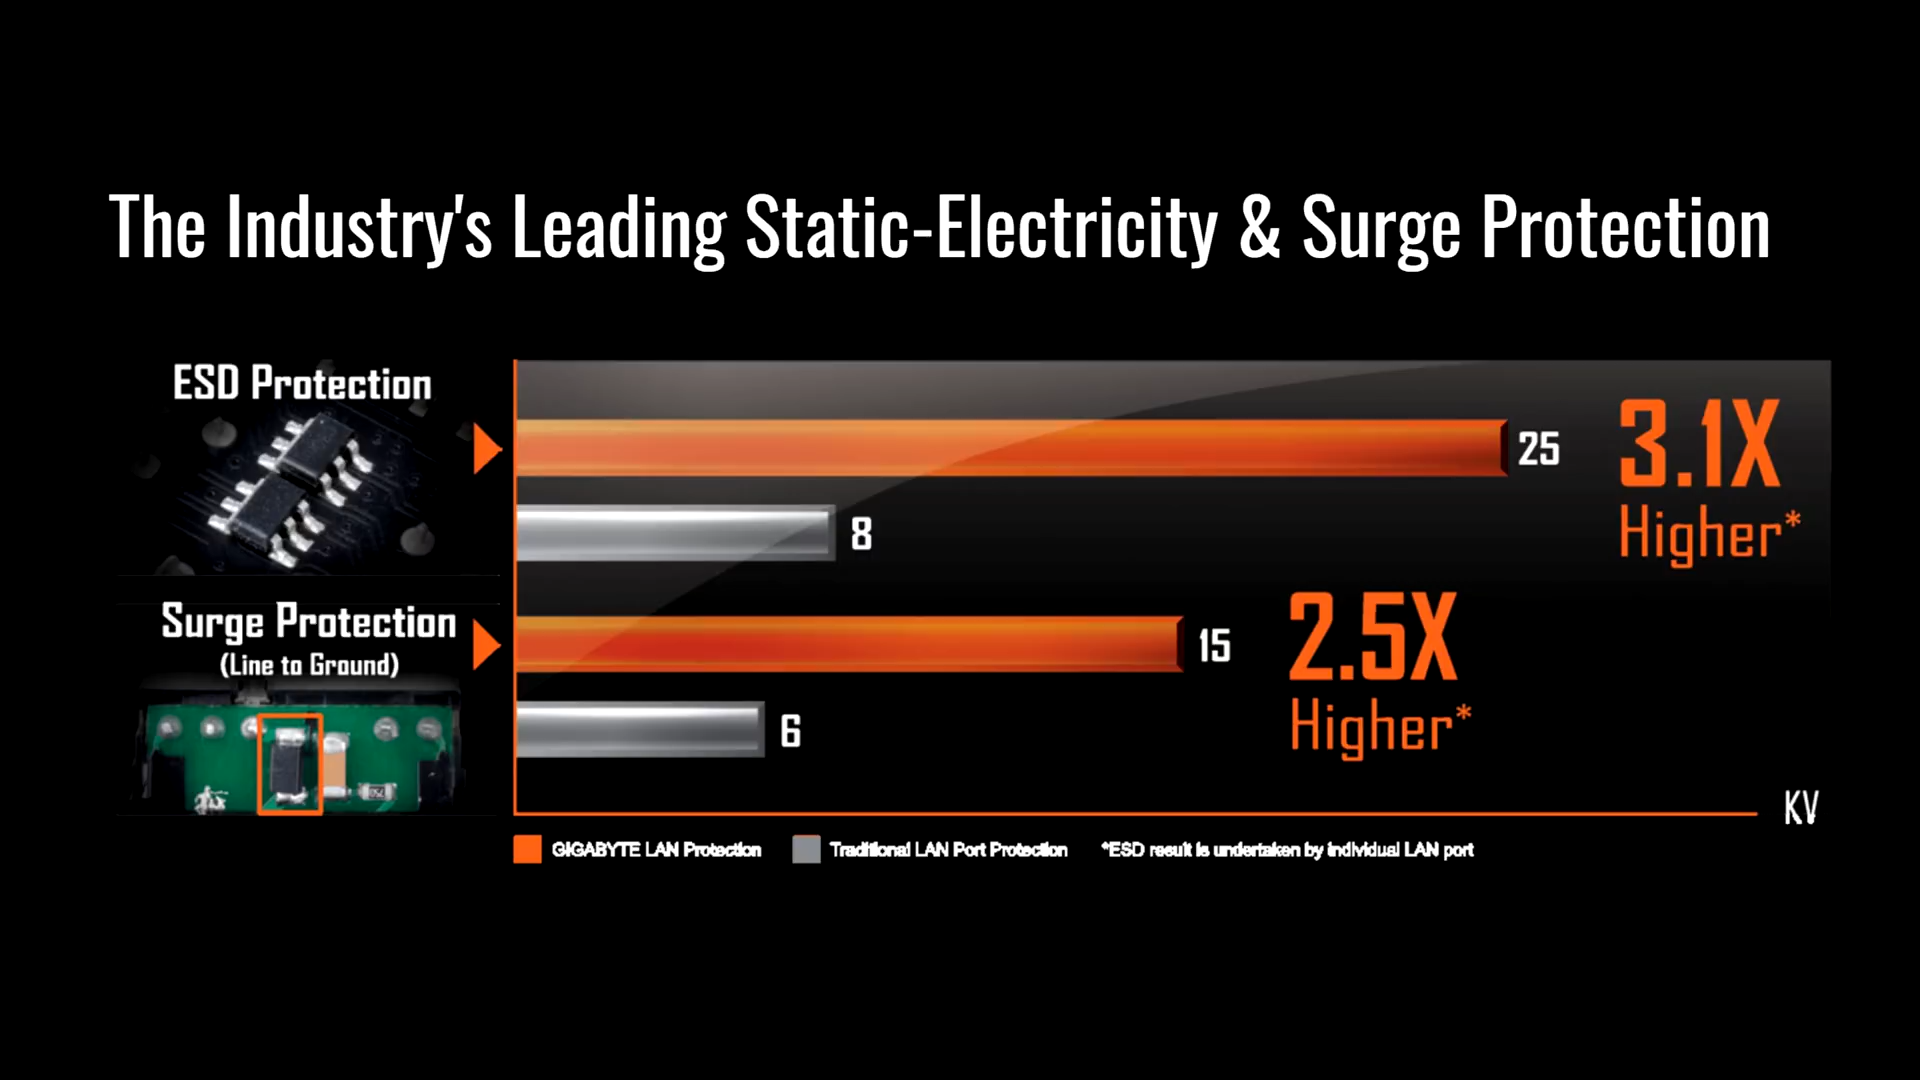 The Industry's Leading Static-Electricity & Surge Protection
ESD Protection
25
3.1X
Higher*
8
Surge Protection
(Line to Ground)
15
2.5X
Higher*
6
KV
GIGABYTE LAN Protection
Traditional LAN Port Protection
*ESD result is undertaken by individual LAN port